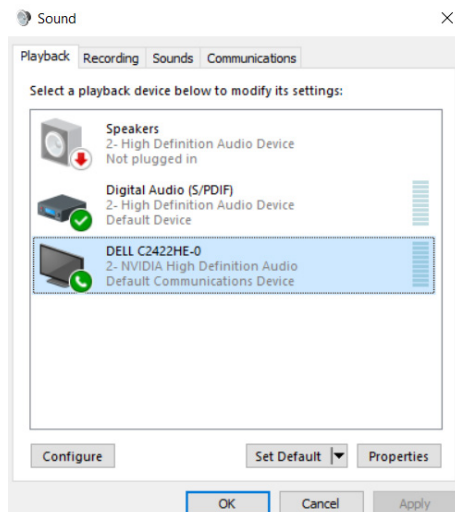 Sound
Playback Recording Sounds Communications
Select a playback device below to modify its settings:
Speakers
2- High Definition Audio Device
Not plugged in
Digital Audio (S/PDIF)
2- High Definition Audio Device
Default Device
DELL C2422HE-0
2- NVIDIA High Definition Audio
Default Communications Device
Configure Set Default Properties
OK Cancel Apply